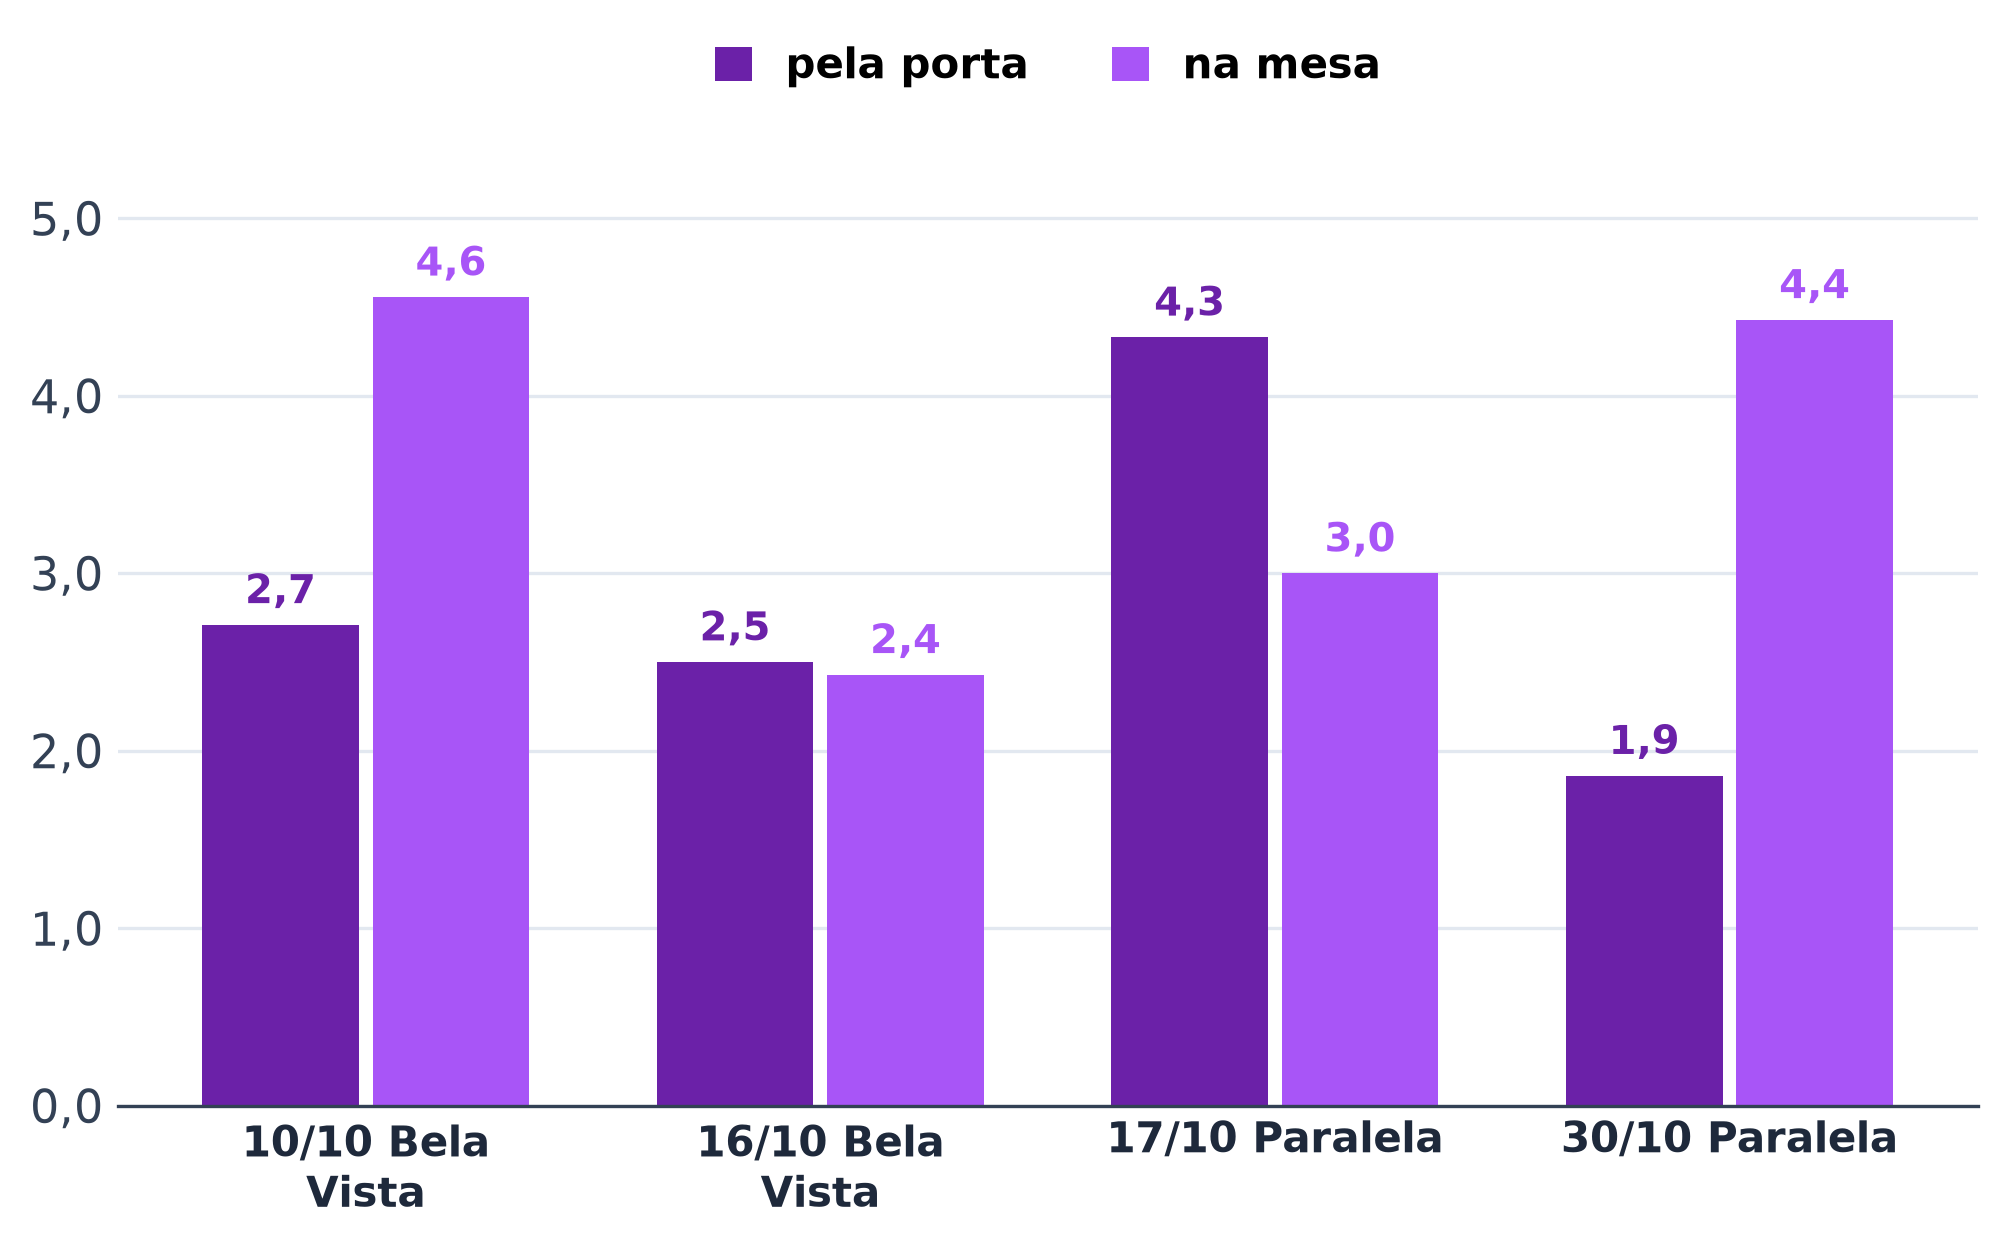 pela porta na mesa
5,0
4,6
4,4
4,3
4,0
3,0
3,0
2,7
2,5
2,4
2,0
1,9
1,0
0,0
10/10 Bela
Vista
16/10 Bela
Vista
17/10 Paralela
30/10 Paralela